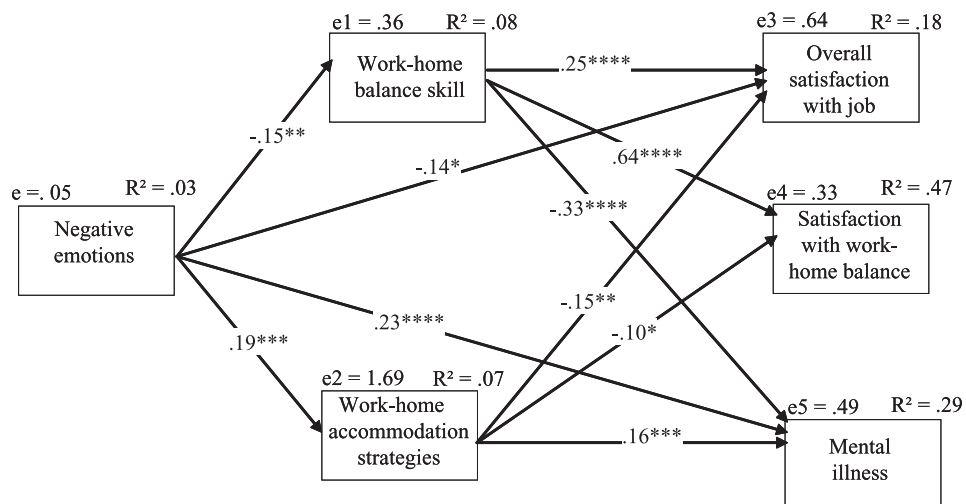 e1 = .36 R² = .08
Work-home
balance skill
e3 = .64 R² = .18
Overall
satisfaction
with job
.25****
-.15**
-.14*
.64****
e = . 05 R² = .03
Negative
emotions
-.33****
e4 = .33 R² = .47
Satisfaction
with work-
home balance
.23****
-.15**
-.10*
.19***
e2 = 1.69 R² = .07
Work-home
accommodation
strategies
.16***
e5 = .49 R² = .29
Mental
illness